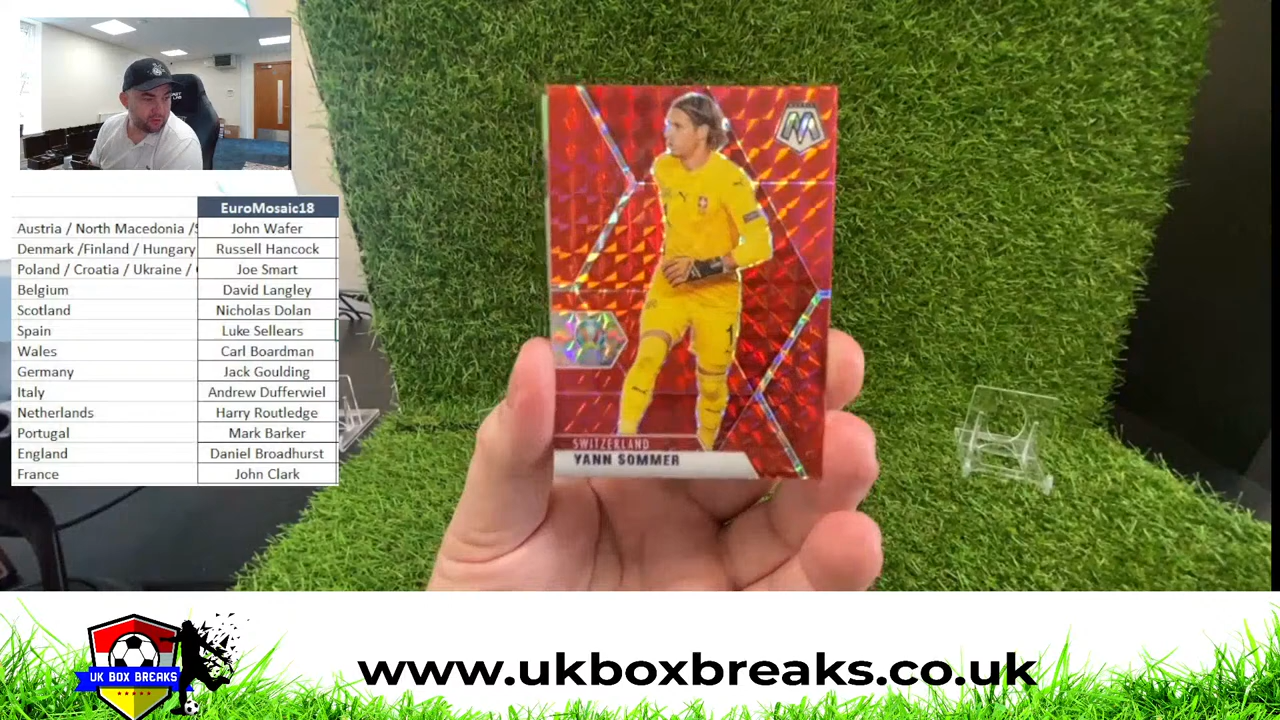 EuroMosaic18
Austria / North Macedonia /S John Wafer
Denmark /Finland / Hungary Russell Hancock
Poland / Croatia / Ukraine / Joe Smart
Belgium David Langley
Scotland Nicholas Dolan
Spain Luke Sellears
Wales Carl Boardman
Germany Jack Goulding
Italy Andrew Dufferwiel
Netherlands Harry Routledge
Portugal Mark Barker
England Daniel Broadhurst
France John Clark
M
1
SWITZERLAND
YANN SOMMER
UK BOX BREAKS
www.ukboxbreaks.co.uk